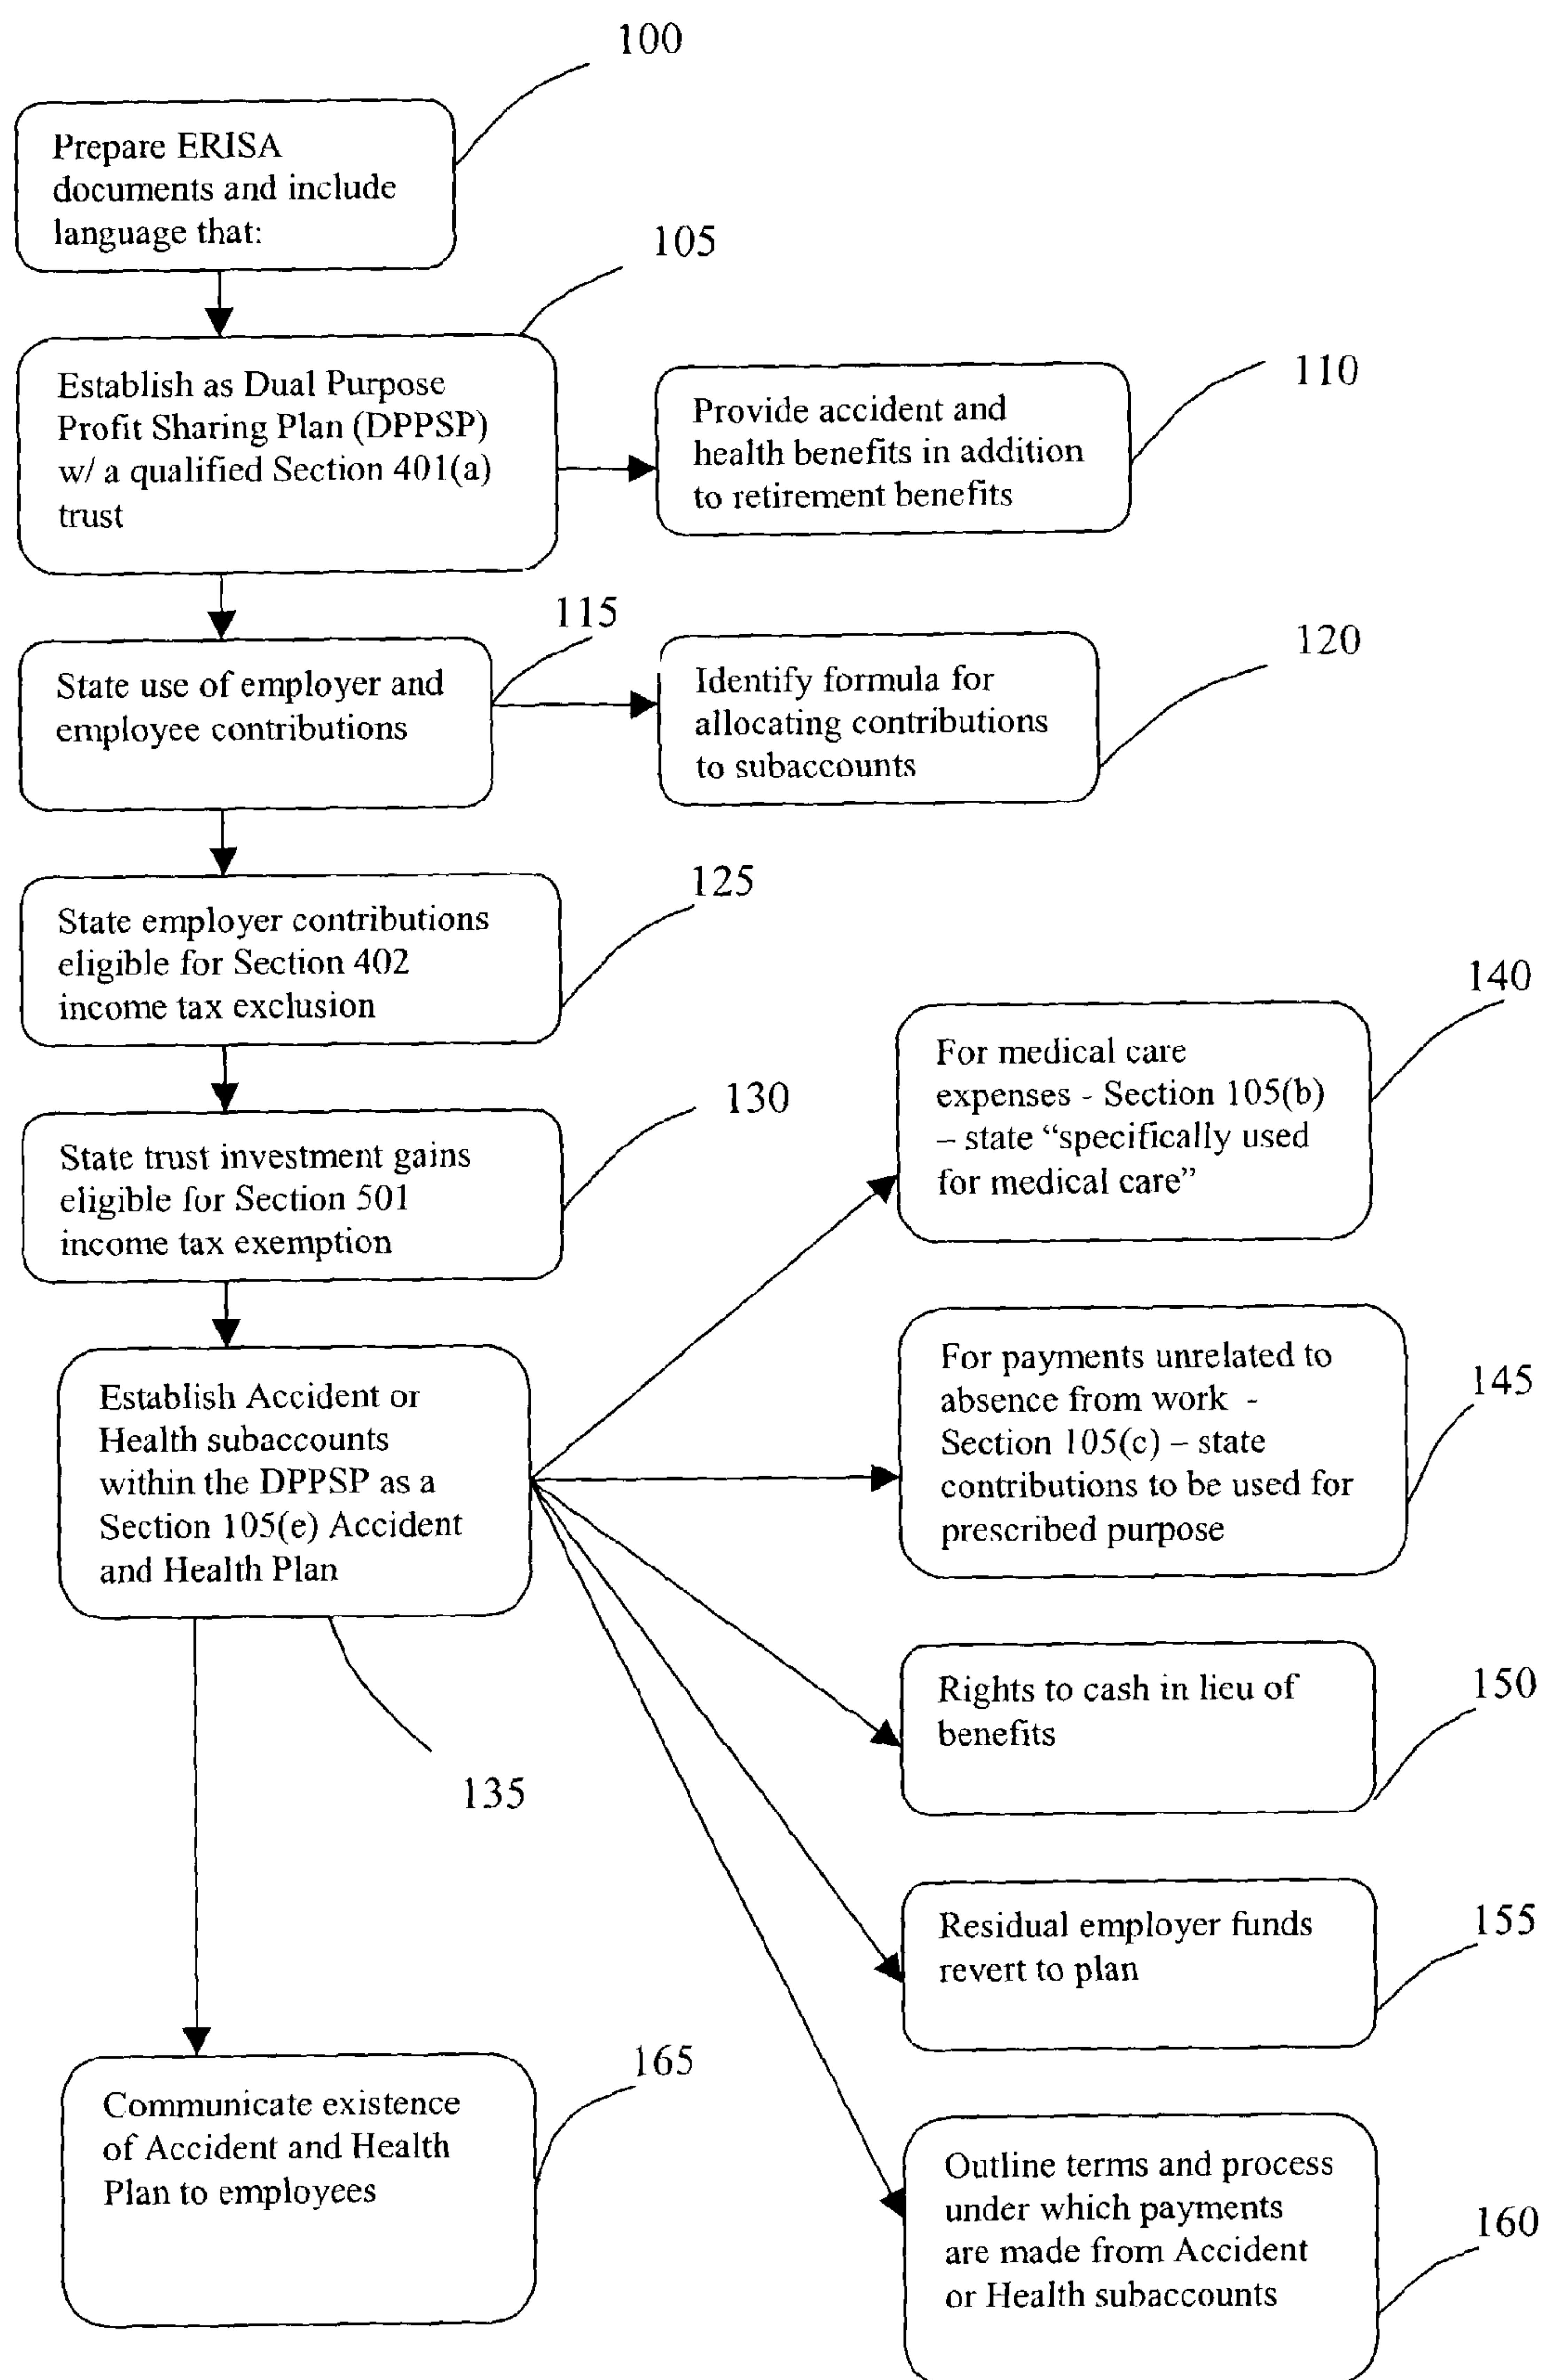 100
Prepare ERISA
documents and include
language that:
105
Establish as Dual Purpose
Profit Sharing Plan (DPPSP)
w/ a qualified Section 401(a)
trust
110
Provide accident and
health benefits in addition
to retirement benefits
115
State use of employer and
employee contributions
120
Identify formula for
allocating contributions
to subaccounts
125
State employer contributions
eligible for Section 402
income tax exclusion
130
State trust investment gains
eligible for Section 501
income tax exemption
140
For medical care
expenses - Section 105(b)
– state “specifically used
for medical care”
Establish Accident or
Health subaccounts
within the DPPSP as a
Section 105(e) Accident
and Health Plan
135
145
For payments unrelated to
absence from work -
Section 105(c) – state
contributions to be used for
prescribed purpose
150
Rights to cash in lieu of
benefits
155
Residual employer funds
revert to plan
165
Communicate existence
of Accident and Health
Plan to employees
160
Outline terms and process
under which payments
are made from Accident
or Health subaccounts